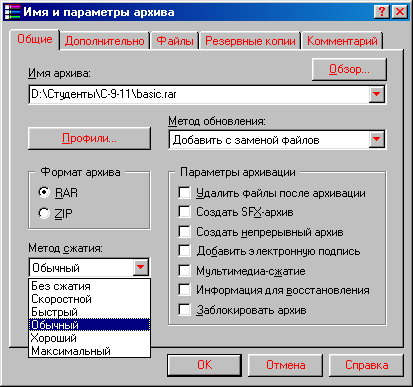 Имя и параметры архива
Общие Дополнительно Файлы Резервные копии Комментарий
Имя архива:
Обзор...
D:\Студенты\С-9-11\basic.rar
Профили...
Метод обновления:
Добавить с заменой файлов
Формат архива
RAR
ZIP
Метод сжатия:
Обычный
Без сжатия
Скоростной
Быстрый
Обычный
Хороший
Максимальный
Параметры архивации
Удалить файлы после архивации
Создать SFX-архив
Создать непрерывный архив
Добавить электронную подпись
Мультимедиа-сжатие
Информация для восстановления
Заблокировать архив
OK Отмена Справка